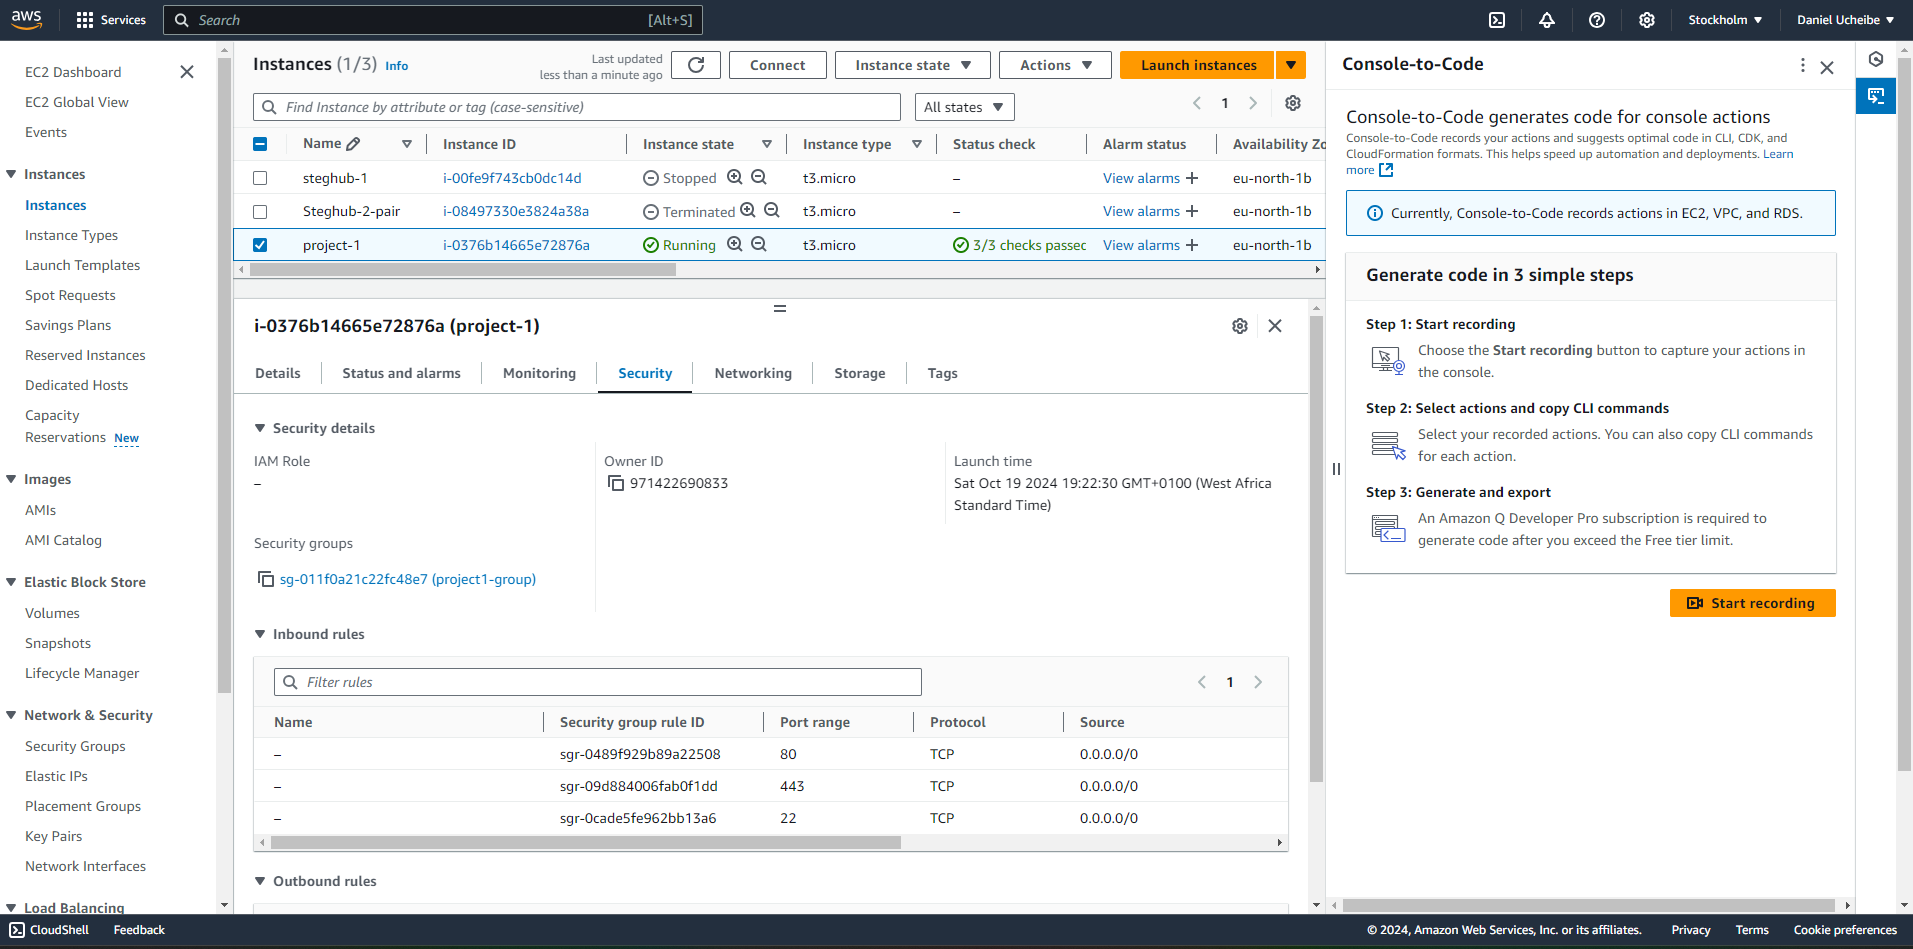 aws Services Search [Alt+S] Stockholm Daniel Ucheibe
EC2 Dashboard
EC2 Global View
Events
Instances
Instances
Instance Types
Launch Templates
Spot Requests
Savings Plans
Reserved Instances
Dedicated Hosts
Capacity
Reservations New
Images
AMIs
AMI Catalog
Elastic Block Store
Volumes
Snapshots
Lifecycle Manager
Network & Security
Security Groups
Elastic IPs
Placement Groups
Key Pairs
Network Interfaces
Load Balancing
Instances (1/3) Info
Last updated
less than a minute ago
Connect Instance state Actions Launch instances
Find Instance by attribute or tag (case-sensitive) All states 1
Name Instance ID Instance state Instance type Status check Alarm status Availability Zo
steghub-1 i-00fe9f743cb0dc14d Stopped t3.micro – View alarms + eu-north-1b
Steghub-2-pair i-08497330e3824a38a Terminated t3.micro – View alarms + eu-north-1b
project-1 i-0376b14665e72876a Running t3.micro 3/3 checks passec View alarms + eu-north-1b
i-0376b14665e72876a (project-1)
Details Status and alarms Monitoring Security Networking Storage Tags
Security details
IAM Role
–
Owner ID
971422690833
Launch time
Sat Oct 19 2024 19:22:30 GMT+0100 (West Africa
Standard Time)
Security groups
sg-011f0a21c22fc48e7 (project1-group)
Inbound rules
Filter rules 1
Name Security group rule ID Port range Protocol Source
– sgr-0489f929b89a22508 80 TCP 0.0.0.0/0
– sgr-09d884006fab0f1dd 443 TCP 0.0.0.0/0
– sgr-0cade5fe962bb13a6 22 TCP 0.0.0.0/0
Outbound rules
Console-to-Code
Console-to-Code generates code for console actions
Console-to-Code records your actions and suggests optimal code in CLI, CDK, and
CloudFormation formats. This helps speed up automation and deployments. Learn
more
Currently, Console-to-Code records actions in EC2, VPC, and RDS.
Generate code in 3 simple steps
Step 1: Start recording
Choose the Start recording button to capture your actions in
the console.
Step 2: Select actions and copy CLI commands
Select your recorded actions. You can also copy CLI commands
for each action.
Step 3: Generate and export
An Amazon Q Developer Pro subscription is required to
generate code after you exceed the Free tier limit.
Start recording
CloudShell Feedback © 2024, Amazon Web Services, Inc. or its affiliates. Privacy Terms Cookie preferences